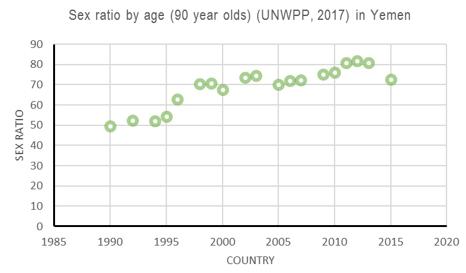 Sex ratio by age (90 year olds) (UNWPP, 2017) in Yemen
90
80
70
60
50
40
30
20
10
0
SEX RATIO
1985 1990 1995 2000 2005 2010 2015 2020
COUNTRY